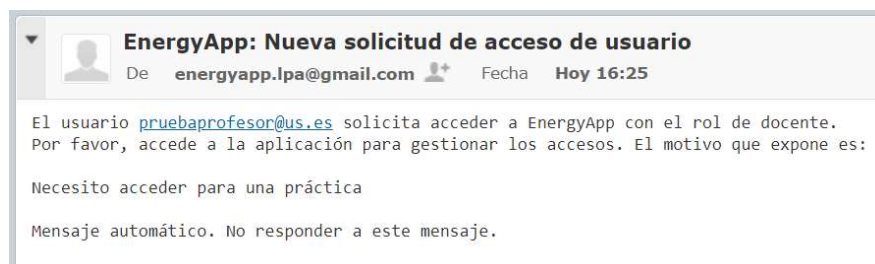 EnergyApp: Nueva solicitud de acceso de usuario
De energyapp.lpa@gmail.com Fecha Hoy 16:25
El usuario pruebaprofesor@us.es solicita acceder a EnergyApp con el rol de docente.
Por favor, accede a la aplicación para gestionar los accesos. El motivo que expone es:
Necesito acceder para una práctica
Mensaje automático. No responder a este mensaje.